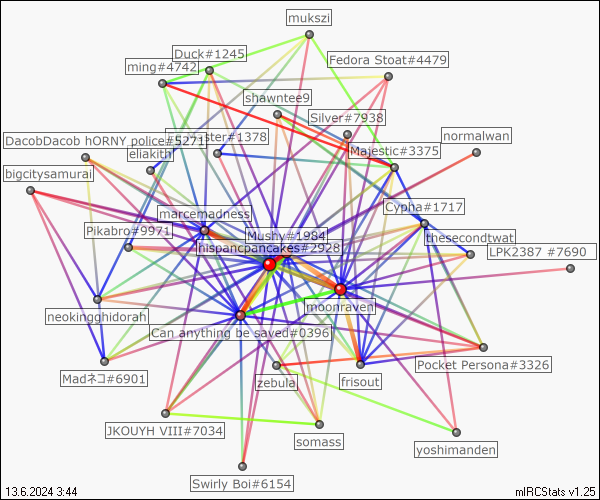 mukszi
Duck#1245
Fedora Stoat#4479
ming#4742
shawntee9
Silver#7938
normalwan
DacobDacob hORNY police#5271
ster#1378
Majestic#3375
eliakith
bigcitysamurai
marcemadness
Cypha#1717
Pikabro#9971
Mushy#1984
thesecondtwat
hispancpancakes#2928
LPK2387 #7690
neokingghidorah
moonraven
Can anything be saved#0396
Pocket Persona#3326
Madネコ#6901
zebula
frisout
JKOUYH VIII#7034
somass
yoshimanden
Swirly Boi#6154
13.6.2024 3:44
mIRCStats v1.25